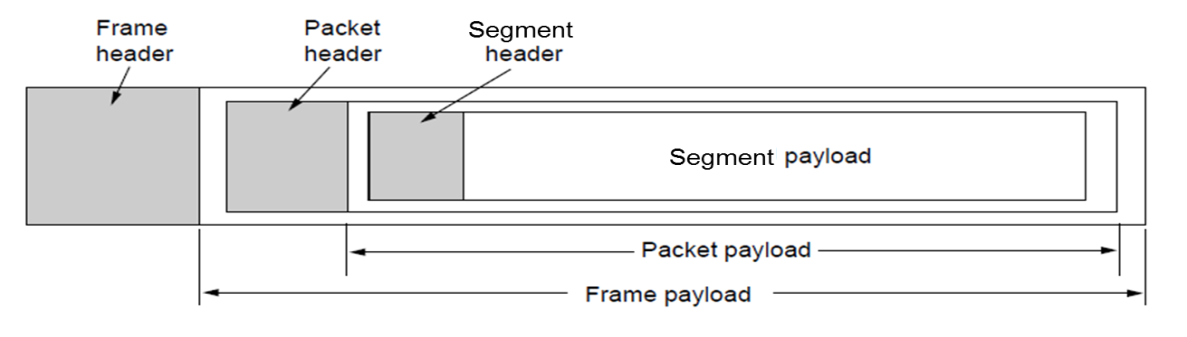 Frame
header
Packet
header
Segment
header
Segment payload
Packet payload
Frame payload